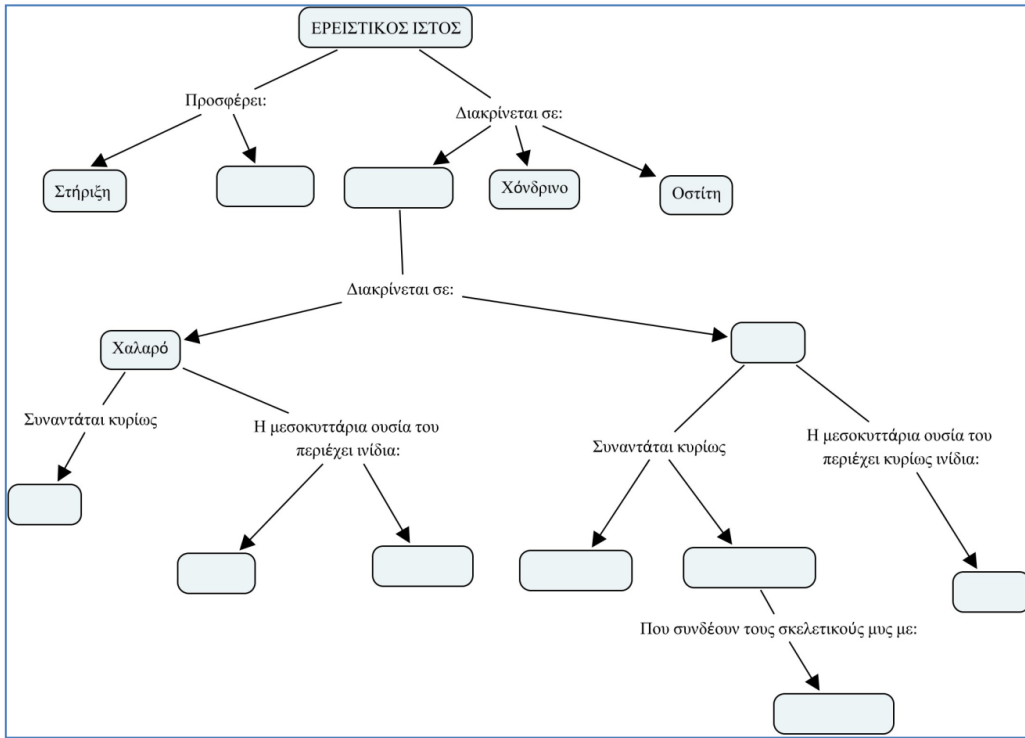 ΕΡΕΙΣΤΙΚΟΣ ΙΣΤΟΣ
Προσφέρει:
Διακρίνεται σε:
Στήριξη
Χόνδρινο
Οστίτη
Διακρίνεται σε:
Χαλαρό
Συναντάται κυρίως
Η μεσοκυττάρια ουσία του
περιέχει ινίδια:
Συναντάται κυρίως
Η μεσοκυττάρια ουσία του
περιέχει κυρίως ινίδια:
Που συνδέουν τους σκελετικούς μυς με: